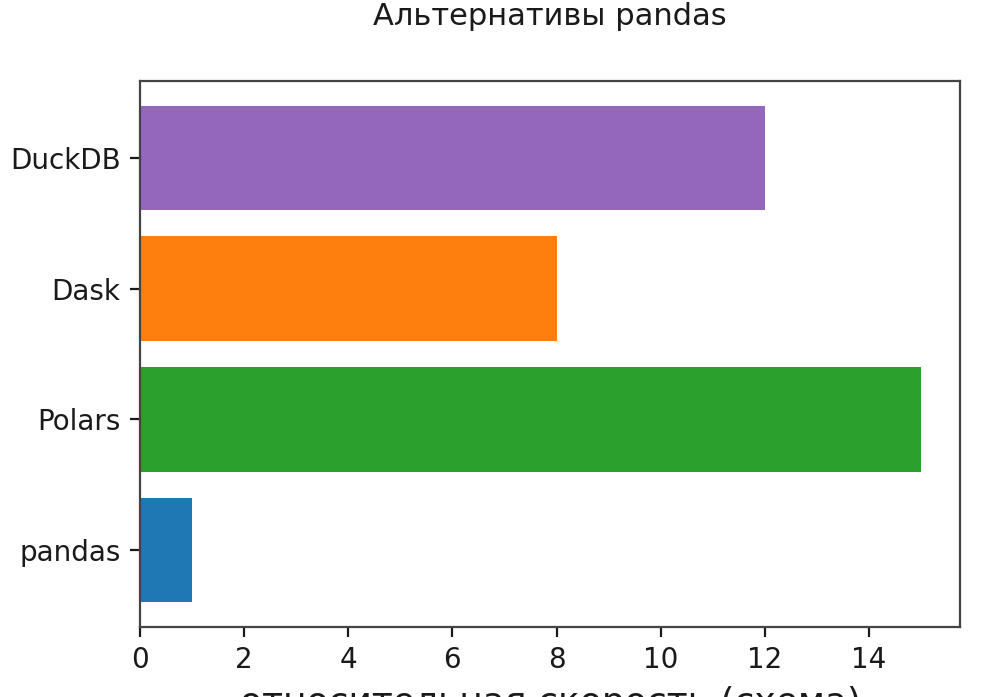 Альтернативы pandas
DuckDB
Dask
Polars
pandas
0 2 4 6 8 10 12 14
относительная скорость (схема)